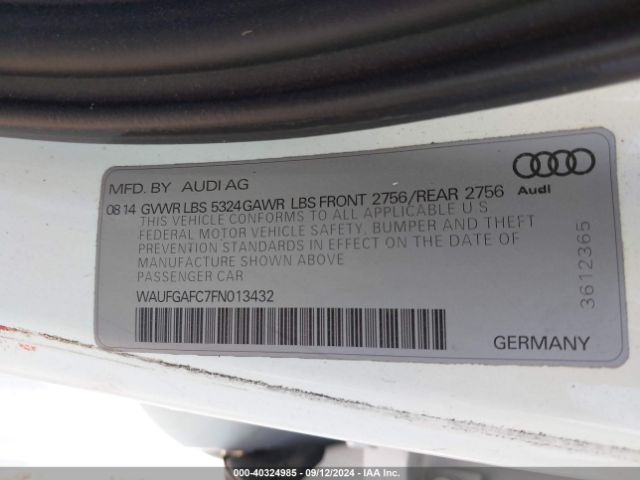 MFD. BY AUDI AG
08 14 GVWR LBS 5324 GAWR LBS FRONT 2756/REAR 2756
THIS VEHICLE CONFORMS TO ALL APPLICABLE U S
FEDERAL MOTOR VEHICLE SAFETY, BUMPER AND THEFT
PREVENTION STANDARDS IN EFFECT ON THE DATE OF
MANUFACTURE SHOWN ABOVE
PASSENGER CAR
WAUFGAFC7FN013432
Audi
3612365
GERMANY
000-40324985 - 09/12/2024 - IAA Inc.